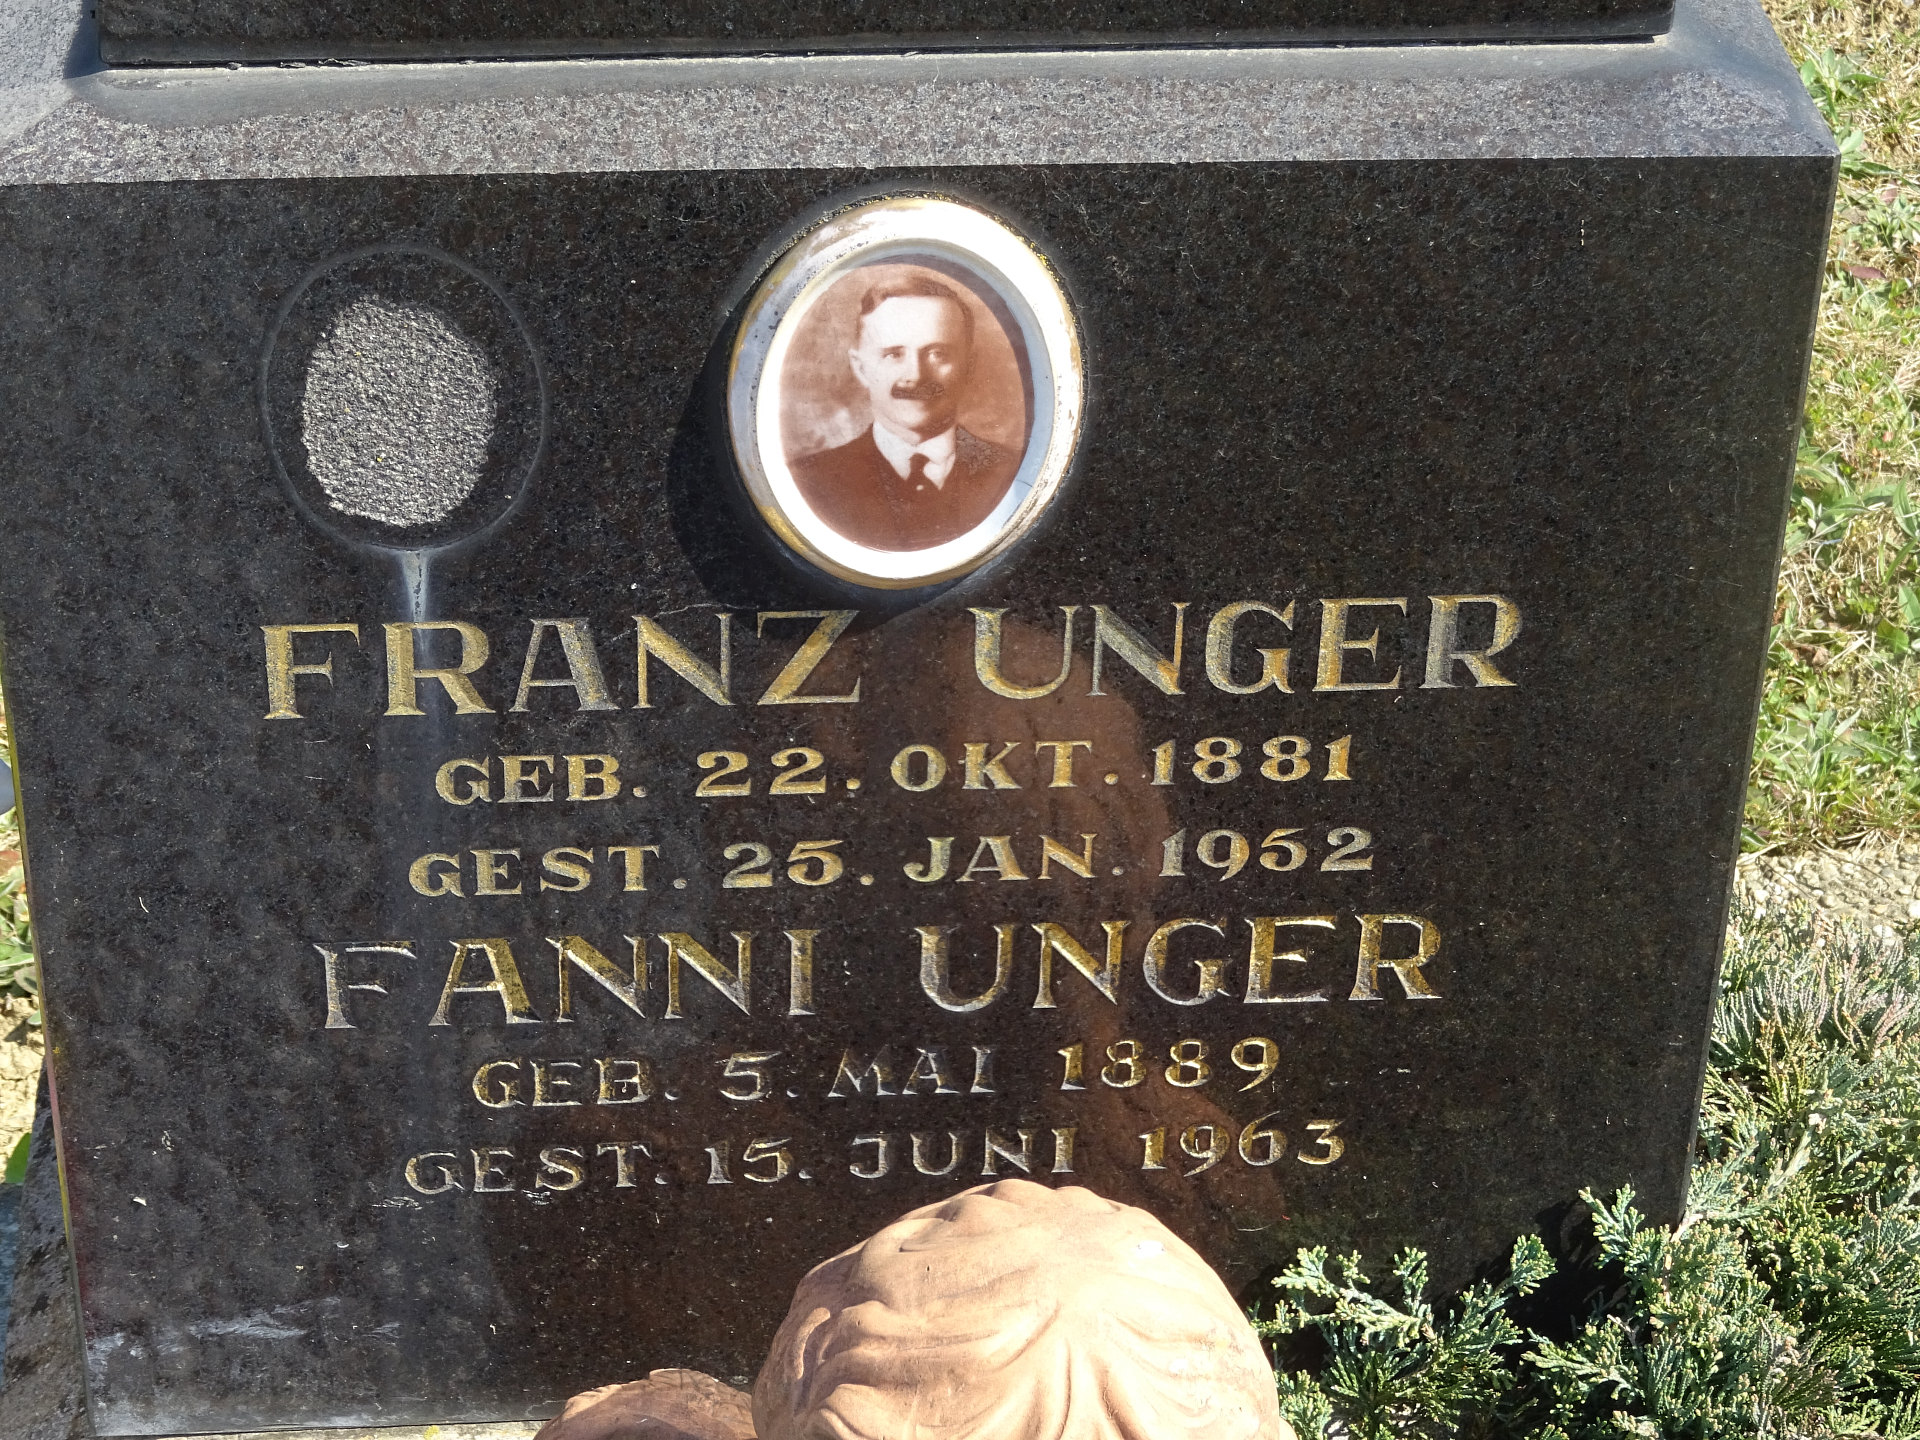 FRANZ UNGER
GEB. 22. OKT. 1881
GEST. 25. JAN. 1952
FANNI UNGER
GEB. 5. MAI 1889
GEST. 15. JUNI 1963